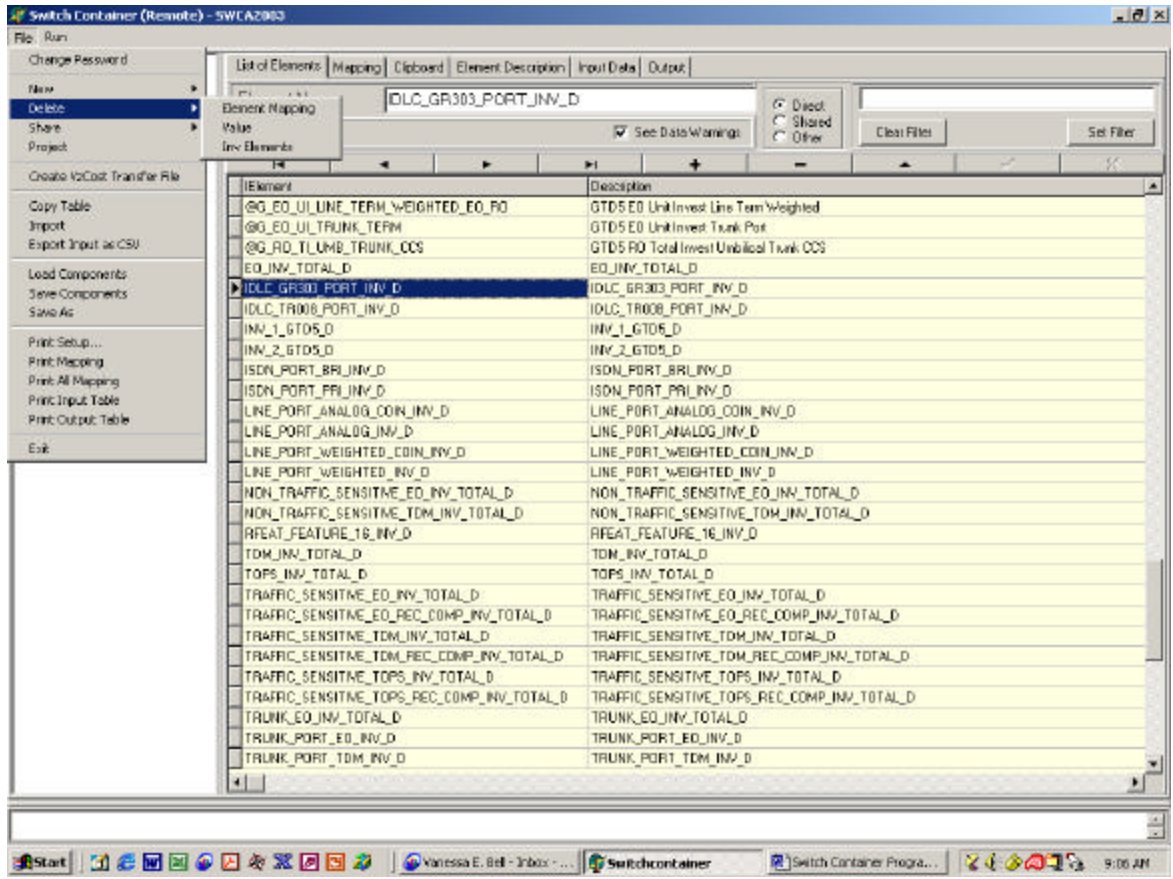 Switch Container (Remote) - SWCA2003
File Run
Change Password
New
Delete
Share
Project
Create VzCost Transfer File
Copy Table
Import
Export Input as CSV
Load Components
Save Components
Save As
Print Setup...
Print Mapping
Print All Mapping
Print Input Table
Print Output Table
Exit
Element Mapping
Value
Inv Elements
List of Elements Mapping Clipboard Element Description Input Data Output
IDLC_GR303_PORT_INV_D
See Data Warnings
Direct
Shared
Other
Clear Filter
Set Filter
IElement Description
@G_EO_UI_LINE_TERM_WEIGHTED_EO_RO GTD5 EO Unit Invest Line Term Weighted
@G_EO_UI_TRUNK_TERM GTD5 EO Unit Invest Trunk Port
@G_RO_TI_UMB_TRUNK_CCS GTD5 RO Total Invest Umbilical Trunk CCS
EO_INV_TOTAL_D EO_INV_TOTAL_D
IDLC_GR303_PORT_INV_D IDLC_GR303_PORT_INV_D
IDLC_TR008_PORT_INV_D IDLC_TR008_PORT_INV_D
INV_1_GTD5_D INV_1_GTD5_D
INV_2_GTD5_D INV_2_GTD5_D
ISDN_PORT_BRI_INV_D ISDN_PORT_BRI_INV_D
ISDN_PORT_PRI_INV_D ISDN_PORT_PRI_INV_D
LINE_PORT_ANALOG_COIN_INV_D LINE_PORT_ANALOG_COIN_INV_D
LINE_PORT_ANALOG_INV_D LINE_PORT_ANALOG_INV_D
LINE_PORT_WEIGHTED_COIN_INV_D LINE_PORT_WEIGHTED_COIN_INV_D
LINE_PORT_WEIGHTED_INV_D LINE_PORT_WEIGHTED_INV_D
NON_TRAFFIC_SENSITIVE_EO_INV_TOTAL_D NON_TRAFFIC_SENSITIVE_EO_INV_TOTAL_D
NON_TRAFFIC_SENSITIVE_TDM_INV_TOTAL_D NON_TRAFFIC_SENSITIVE_TDM_INV_TOTAL_D
RFEAT_FEATURE_16_INV_D RFEAT_FEATURE_16_INV_D
TDM_INV_TOTAL_D TDM_INV_TOTAL_D
TOPS_INV_TOTAL_D TOPS_INV_TOTAL_D
TRAFFIC_SENSITIVE_EO_INV_TOTAL_D TRAFFIC_SENSITIVE_EO_INV_TOTAL_D
TRAFFIC_SENSITIVE_EO_REC_COMP_INV_TOTAL_D TRAFFIC_SENSITIVE_EO_REC_COMP_INV_TOTAL_D
TRAFFIC_SENSITIVE_TDM_INV_TOTAL_D TRAFFIC_SENSITIVE_TDM_INV_TOTAL_D
TRAFFIC_SENSITIVE_TDM_REC_COMP_INV_TOTAL_D TRAFFIC_SENSITIVE_TDM_REC_COMP_INV_TOTAL_D
TRAFFIC_SENSITIVE_TOPS_INV_TOTAL_D TRAFFIC_SENSITIVE_TOPS_INV_TOTAL_D
TRAFFIC_SENSITIVE_TOPS_REC_COMP_INV_TOTAL_D TRAFFIC_SENSITIVE_TOPS_REC_COMP_INV_TOTAL_D
TRUNK_EO_INV_TOTAL_D TRUNK_EO_INV_TOTAL_D
TRUNK_PORT_EO_INV_D TRUNK_PORT_EO_INV_D
TRUNK_PORT_TDM_INV_D TRUNK_PORT_TDM_INV_D
Start Vanessa E. Bell - Inbox - ... Switchcontainer Switch Container Progra... 9:06 AM